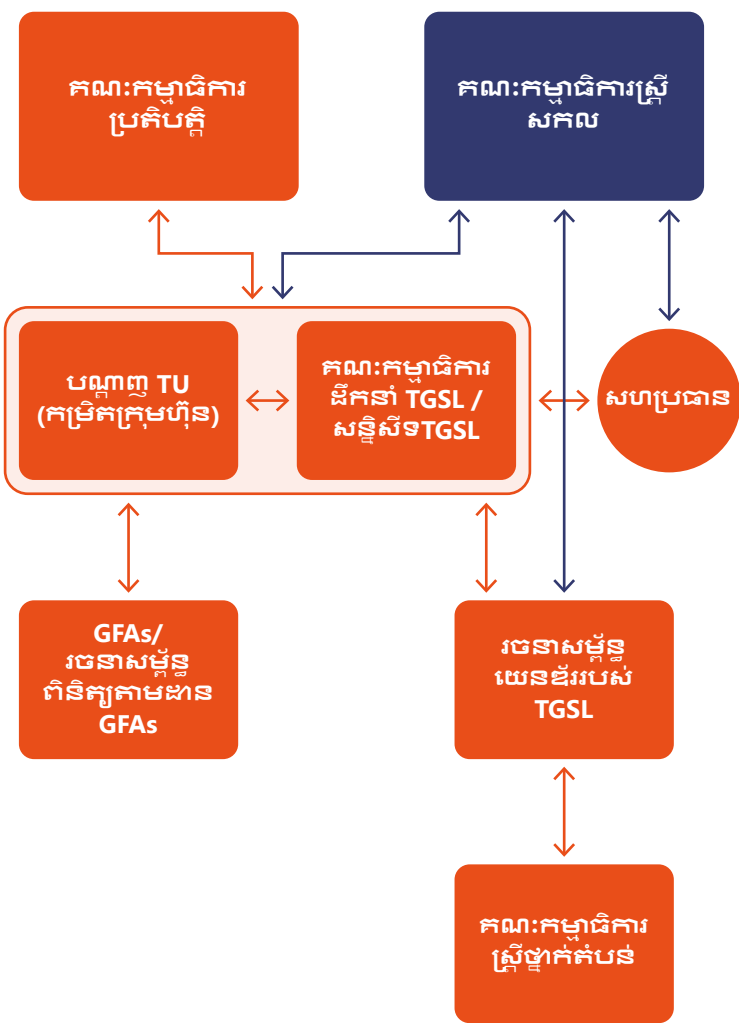 គណៈកម្មាធិការ
ប្រតិបត្តិ
គណៈកម្មាធិការស្ត្រី
សកល
បណ្តាញ TU
(កម្រិតក្រុមហ៊ុន)
គណៈកម្មាធិការ
ដឹកនាំ TGSL /
សន្និសីទTGSL
សហប្រធាន
GFAs/
រចនាសម្ព័ន្ធ
ពិនិត្យតាមដាន
GFAs
រចនាសម្ព័ន្ធ
យេនឌ័ររបស់
TGSL
គណៈកម្មាធិការ
ស្ត្រីថ្នាក់តំបន់